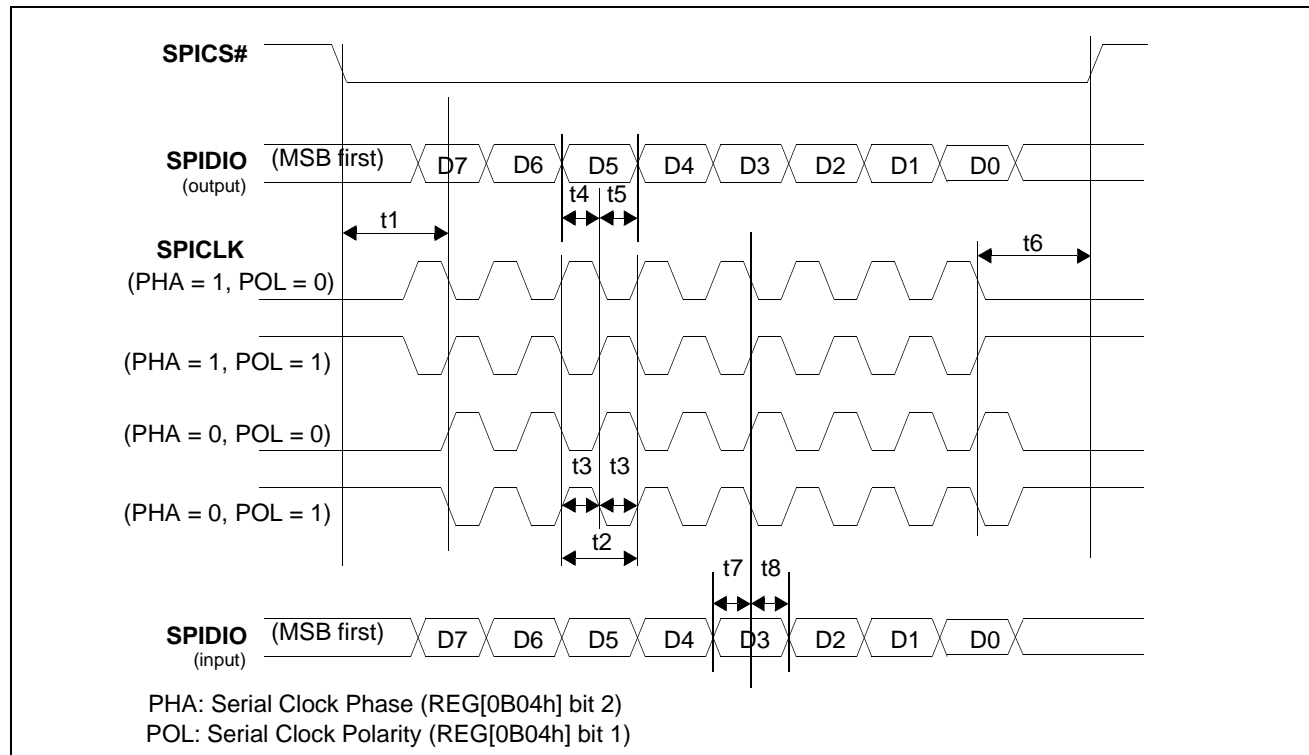 SPICS#
SPIDIO (MSB first) D7 D6 D5 D4 D3 D2 D1 D0
(output)
t4 t5
t1
SPICLK
t6
(PHA = 1, POL = 0)
(PHA = 1, POL = 1)
(PHA = 0, POL = 0)
t3 t3
(PHA = 0, POL = 1)
t2
t7 t8
SPIDIO (MSB first) D7 D6 D5 D4 D3 D2 D1 D0
(input)
PHA: Serial Clock Phase (REG[0B04h] bit 2)
POL: Serial Clock Polarity (REG[0B04h] bit 1)